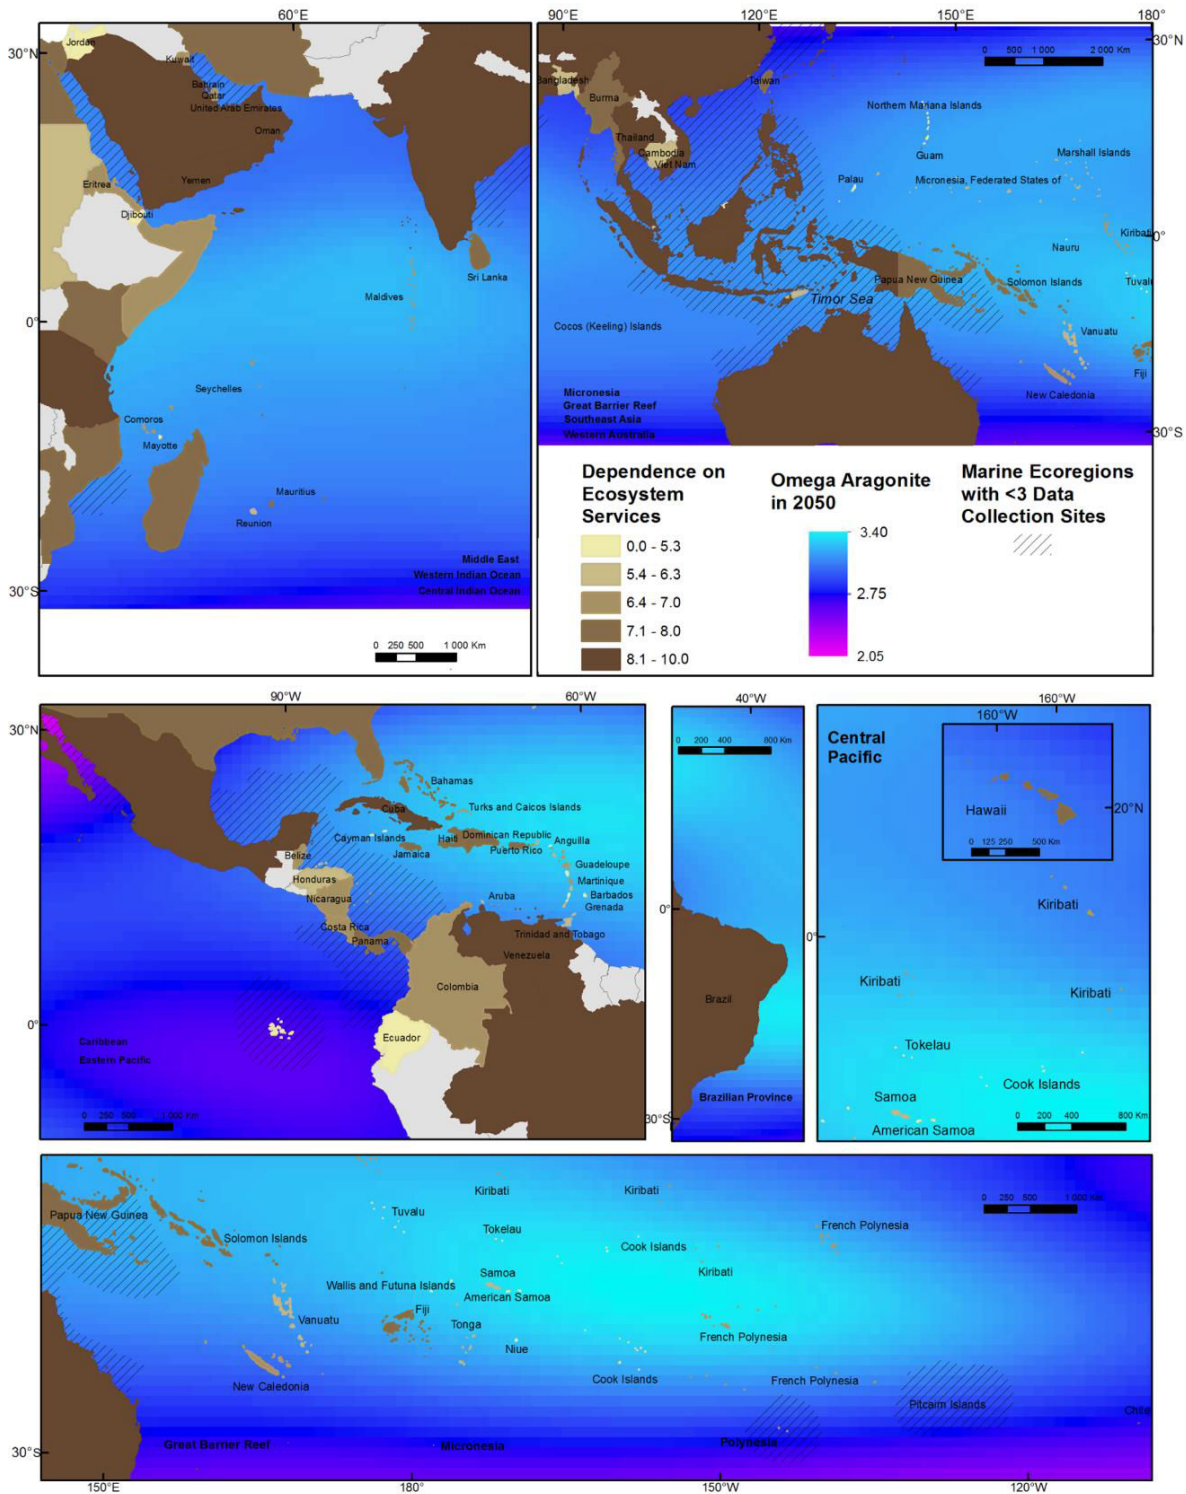 60°E
30°N
Jordan
Kuwait
Bahrain
Qatar
United Arab Emirates
Oman
Yemen
Eritrea
Djibouti
Sri Lanka
Maldives
0°
Seychelles
Comoros
Mayotte
Mauritius
Reunion
Middle East
Western Indian Ocean
30°S
Central Indian Ocean
0 250 500 1 000 Km
90°E 120°E 150°E 180°
30°N
0 500 1 000 2 000 Km
Bangladesh
Taiwan
Burma
Northern Mariana Islands
Thailand
Cambodia
Viet Nam
Guam
Marshall Islands
Palau
Micronesia, Federated States of
Kiribati
0°
Nauru
Papua New Guinea
Solomon Islands
Tuvalu
Timor Sea
Cocos (Keeling) Islands
Vanuatu
Fiji
New Caledonia
Micronesia
Great Barrier Reef
Southeast Asia
Western Australia
30°S
Dependence on
Ecosystem
Services
0.0 - 5.3
5.4 - 6.3
6.4 - 7.0
7.1 - 8.0
8.1 - 10.0
Omega Aragonite
in 2050
3.40
2.75
2.05
Marine Ecoregions
with <3 Data
Collection Sites
90°W 60°W
30°N
Bahamas
Cuba
Turks and Caicos Islands
Cayman Islands
Haiti
Dominican Republic
Anguilla
Jamaica
Puerto Rico
Belize
Guadeloupe
Honduras
Martinique
Nicaragua
Aruba
Barbados
Grenada
Costa Rica
Panama
Trinidad and Tobago
Venezuela
Colombia
0°
Ecuador
Caribbean
Eastern Pacific
0 250 500 1 000 Km
40°W
0 200 400 800 Km
0°
Brazil
Brazilian Province
30°S
160°W
Central
Pacific
160°W
Hawaii
20°N
0 125 250 500 Km
Kiribati
0°
Kiribati
Kiribati
Tokelau
Cook Islands
Samoa
American Samoa
0 200 400 800 Km
Papua New Guinea
Solomon Islands
Kiribati
Kiribati
0 250 500 1 000 Km
Tuvalu
Tokelau
French Polynesia
Cook Islands
Samoa
Kiribati
Wallis and Futuna Islands
American Samoa
Fiji
Vanuatu
Tonga
French Polynesia
Niue
New Caledonia
Cook Islands
French Polynesia
Pitcairn Islands
Chile
30°S
Great Barrier Reef
Micronesia
Polynesia
150°E 180° 150°W 120°W